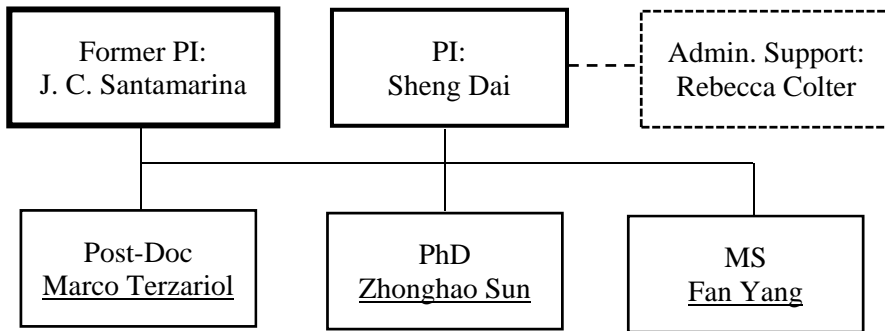 Former PI:
J. C. Santamarina
PI:
Sheng Dai
Admin. Support:
Rebecca Colter
Post-Doc
Marco Terzariol
PhD
Zhonghao Sun
MS
Fan Yang